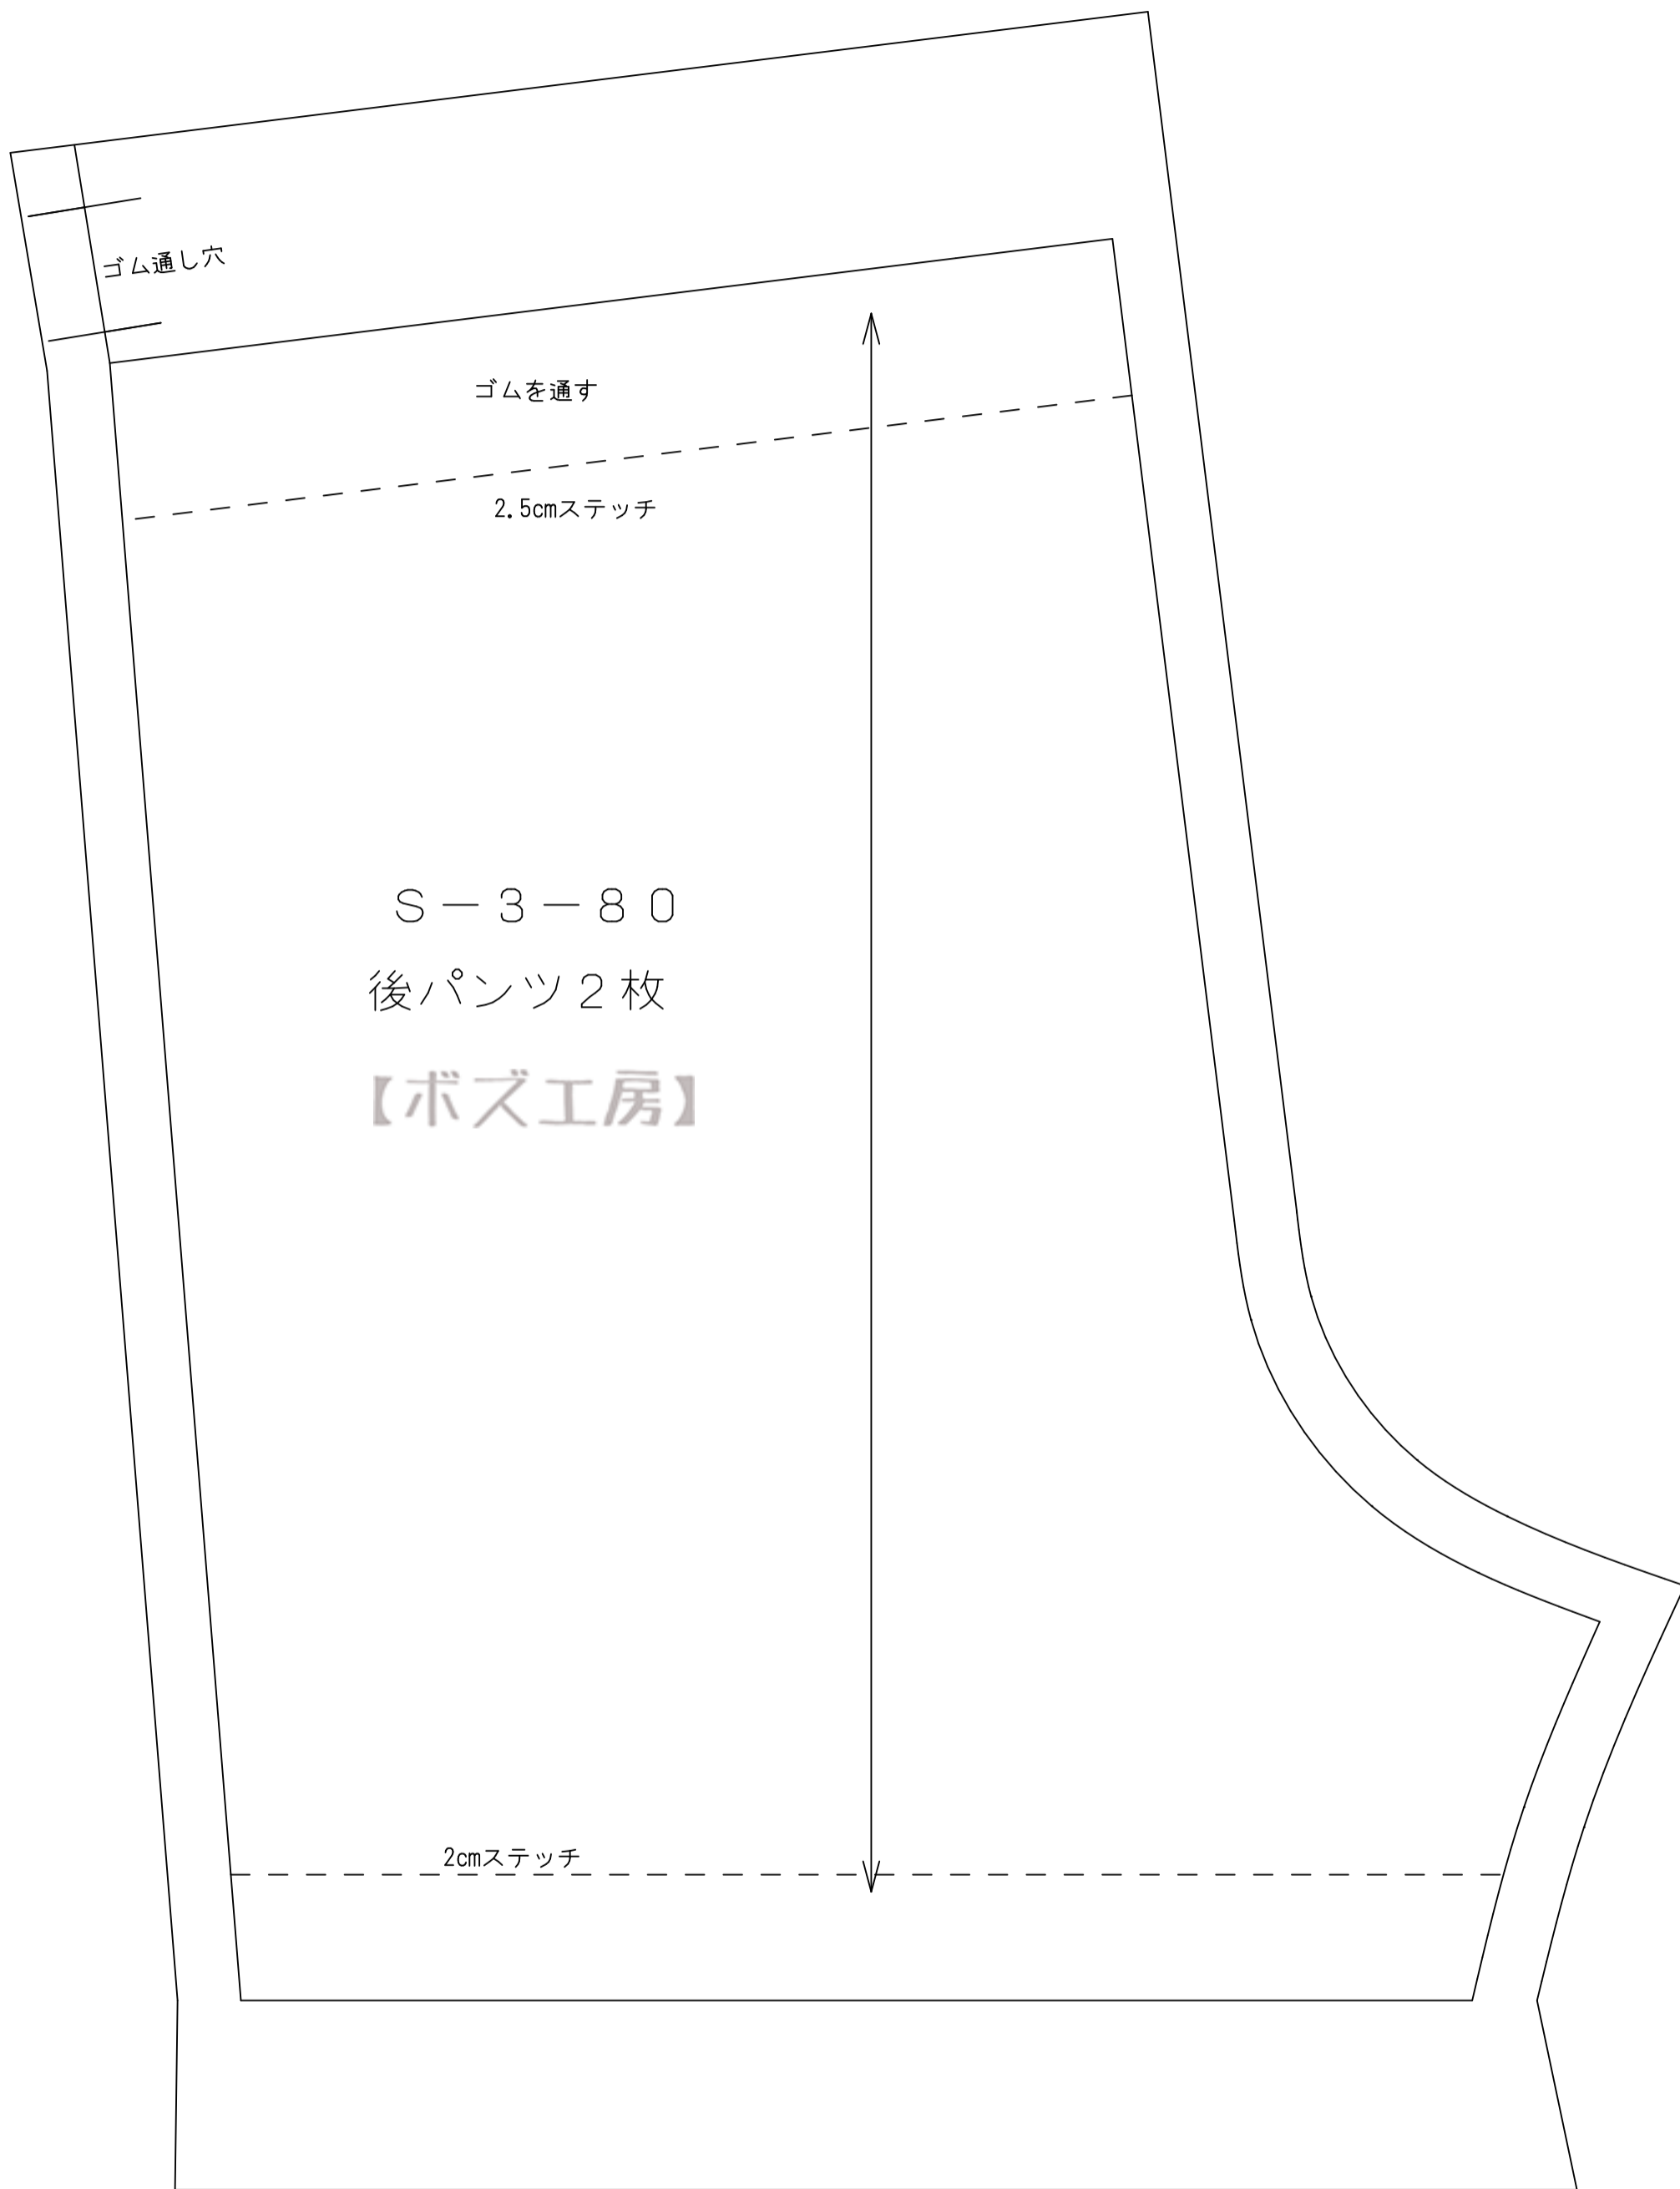 ゴム通し穴
ゴムを通す
2.5cmステッチ
S－3－80
後パンツ2枚
【ボズ工房】
2cmステッチ